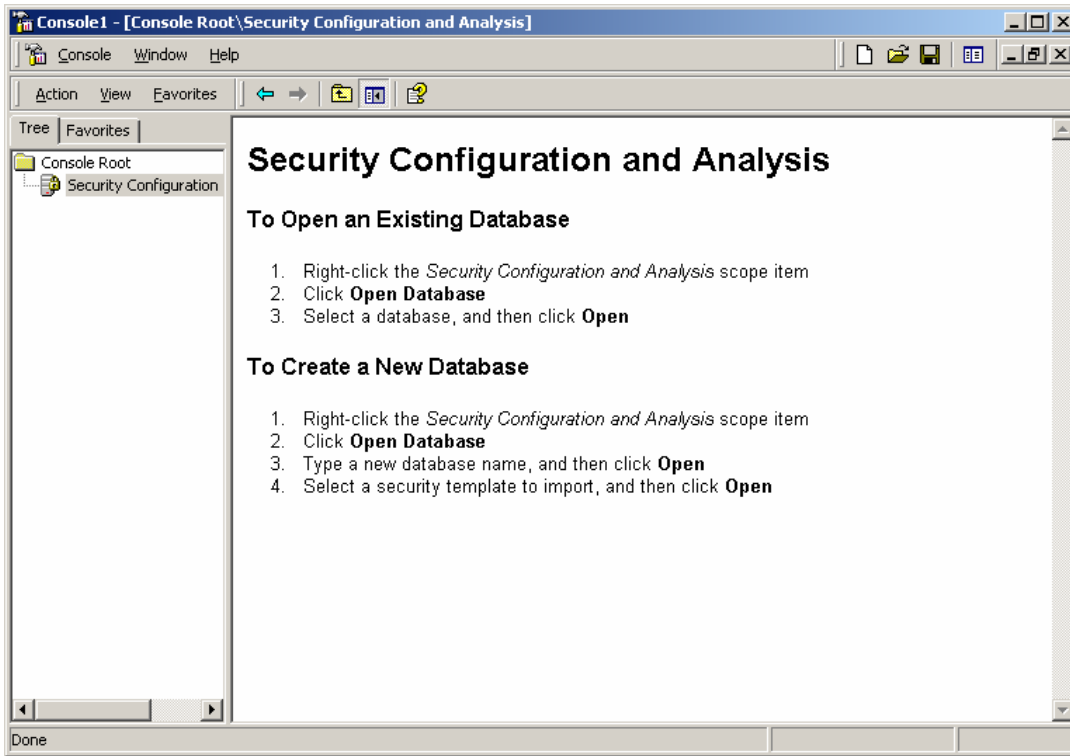 Console1 - [Console Root\Security Configuration and Analysis]
Console Window Help
Action View Favorites
Tree Favorites
Console Root
Security Configuration
Security Configuration and Analysis
To Open an Existing Database
1. Right-click the Security Configuration and Analysis scope item
2. Click Open Database
3. Select a database, and then click Open
To Create a New Database
1. Right-click the Security Configuration and Analysis scope item
2. Click Open Database
3. Type a new database name, and then click Open
4. Select a security template to import, and then click Open
Done